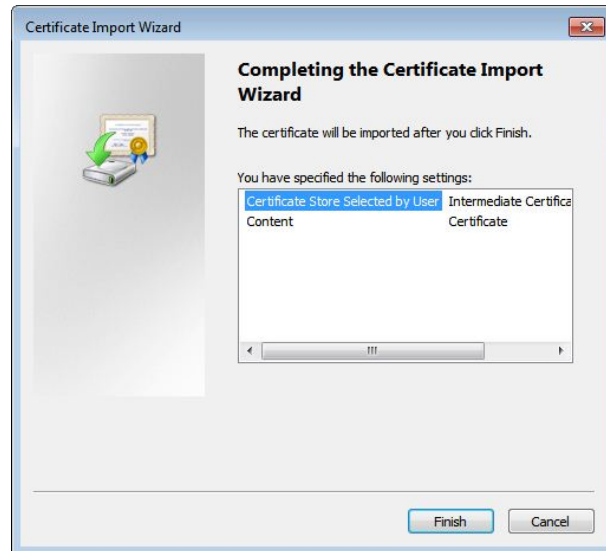 Certificate Import Wizard
Completing the Certificate Import
Wizard
The certificate will be imported after you click Finish.
You have specified the following settings:
Certificate Store Selected by User Intermediate Certifica
Content Certificate
Finish Cancel